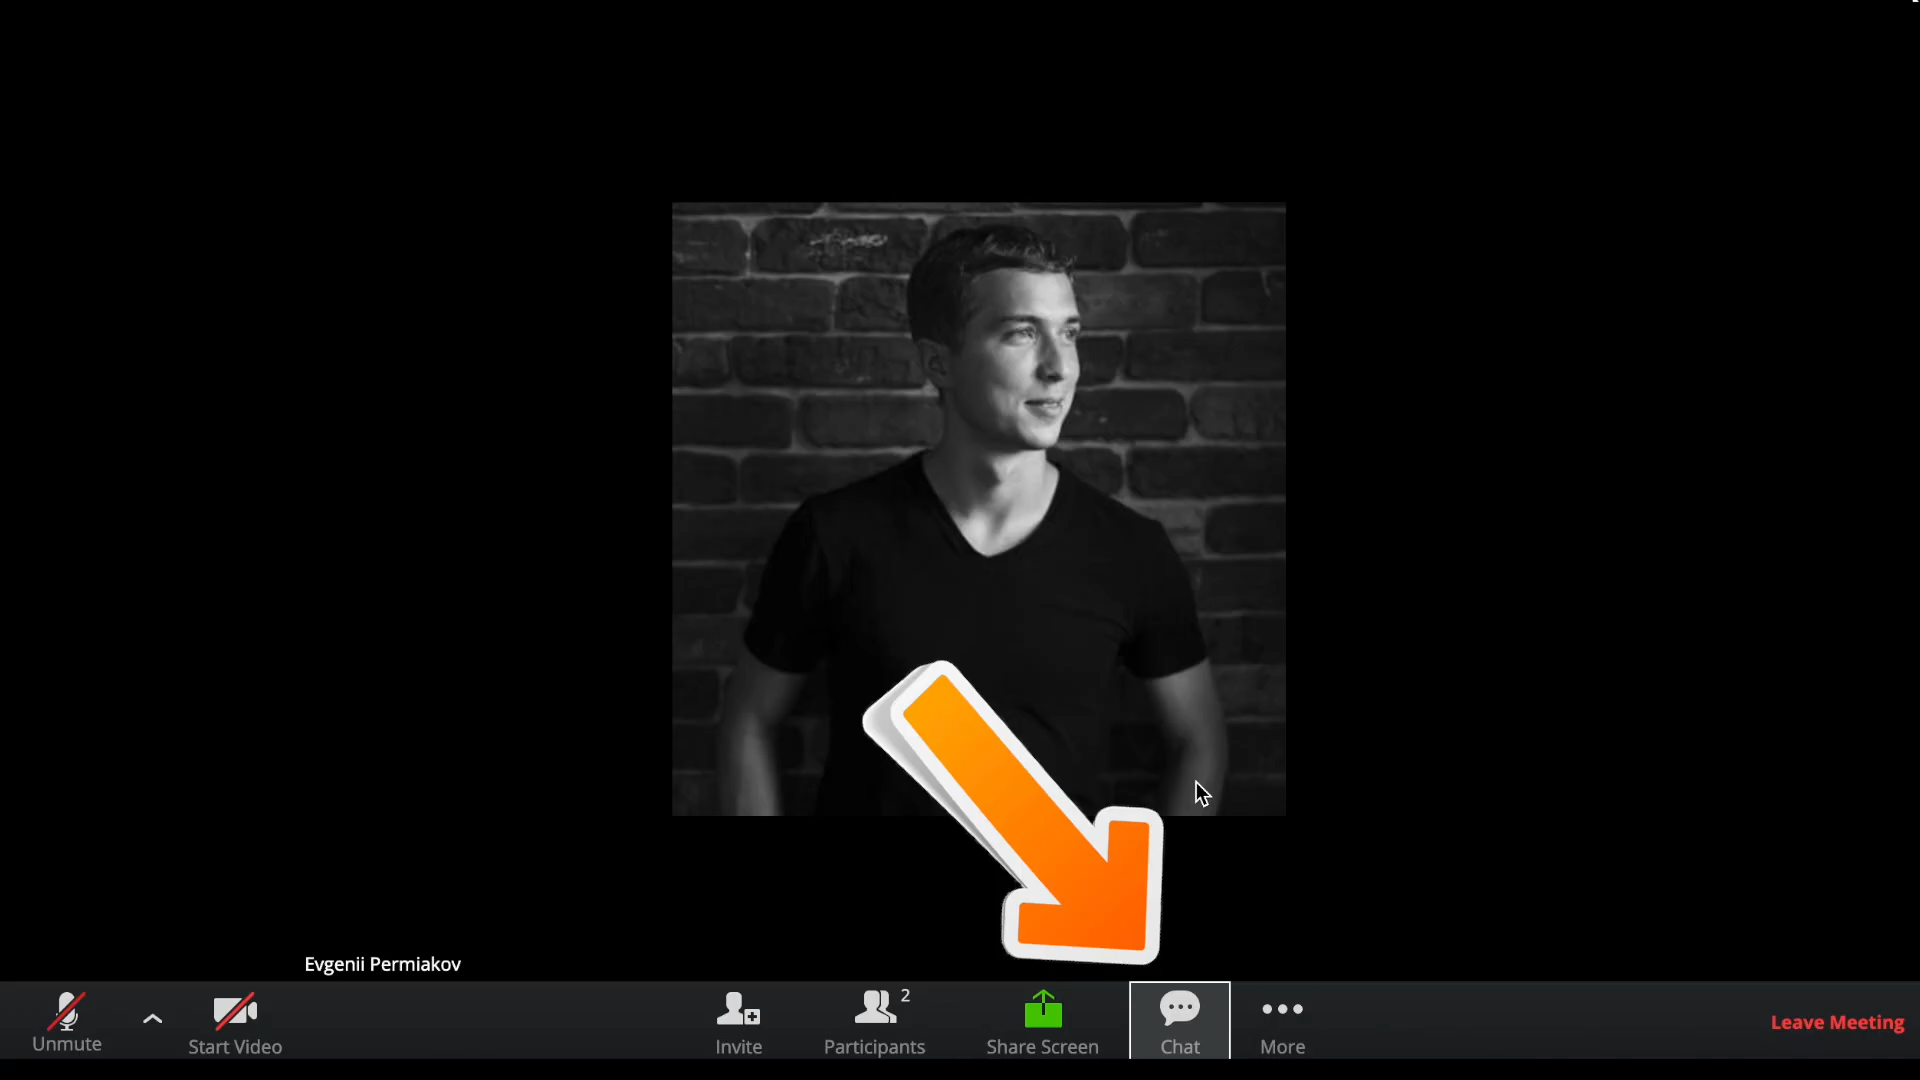 Evgenii Permiakov
Unmute
Start Video
Invite
2
Participants
Share Screen
Chat
More
Leave Meeting